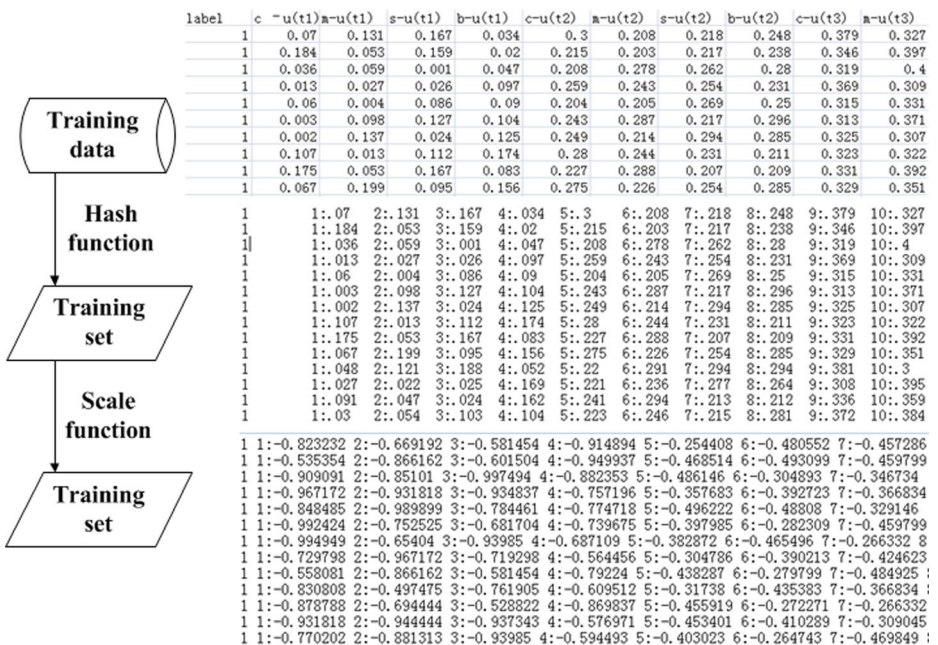 label c -u(t1) m-u(t1) s-u(t1) b-u(t1) c-u(t2) m-u(t2) s-u(t2) b-u(t2) c-u(t3) m-u(t3)
1 0.07 0.131 0.167 0.034 0.3 0.208 0.218 0.248 0.379 0.327
1 0.184 0.053 0.159 0.02 0.215 0.203 0.217 0.238 0.346 0.397
1 0.036 0.059 0.001 0.047 0.208 0.278 0.262 0.28 0.319 0.4
1 0.013 0.027 0.026 0.097 0.259 0.243 0.254 0.231 0.369 0.309
1 0.06 0.004 0.086 0.09 0.204 0.205 0.269 0.25 0.315 0.331
1 0.003 0.098 0.127 0.104 0.243 0.287 0.217 0.296 0.313 0.371
1 0.002 0.137 0.024 0.125 0.249 0.214 0.294 0.285 0.325 0.307
1 0.107 0.013 0.112 0.174 0.28 0.244 0.231 0.211 0.323 0.322
1 0.175 0.053 0.167 0.083 0.227 0.288 0.207 0.209 0.331 0.392
1 0.067 0.199 0.095 0.156 0.275 0.226 0.254 0.285 0.329 0.351
Training
data
Hash
function
Training
set
Scale
function
Training
set
1 1:.07 2:.131 3:.167 4:.034 5:.3 6:.208 7:.218 8:.248 9:.379 10:.327
1 1:.184 2:.053 3:.159 4:.02 5:.215 6:.203 7:.217 8:.238 9:.346 10:.397
1 1:.036 2:.059 3:.001 4:.047 5:.208 6:.278 7:.262 8:.28 9:.319 10:.4
1 1:.013 2:.027 3:.026 4:.097 5:.259 6:.243 7:.254 8:.231 9:.369 10:.309
1 1:.06 2:.004 3:.086 4:.09 5:.204 6:.205 7:.269 8:.25 9:.315 10:.331
1 1:.003 2:.098 3:.127 4:.104 5:.243 6:.287 7:.217 8:.296 9:.313 10:.371
1 1:.002 2:.137 3:.024 4:.125 5:.249 6:.214 7:.294 8:.285 9:.325 10:.307
1 1:.107 2:.013 3:.112 4:.174 5:.28 6:.244 7:.231 8:.211 9:.323 10:.322
1 1:.175 2:.053 3:.167 4:.083 5:.227 6:.288 7:.207 8:.209 9:.331 10:.392
1 1:.067 2:.199 3:.095 4:.156 5:.275 6:.226 7:.254 8:.285 9:.329 10:.351
1 1:.048 2:.121 3:.188 4:.052 5:.22 6:.291 7:.294 8:.294 9:.381 10:.3
1 1:.027 2:.022 3:.025 4:.169 5:.221 6:.236 7:.277 8:.264 9:.308 10:.395
1 1:.091 2:.047 3:.024 4:.162 5:.241 6:.294 7:.213 8:.212 9:.336 10:.359
1 1:.03 2:.054 3:.103 4:.104 5:.223 6:.246 7:.215 8:.281 9:.372 10:.384
1 1:-0.823232 2:-0.669192 3:-0.581454 4:-0.914894 5:-0.254408 6:-0.480552 7:-0.457286
1 1:-0.535354 2:-0.866162 3:-0.601504 4:-0.949937 5:-0.468514 6:-0.493099 7:-0.459799
1 1:-0.909091 2:-0.85101 3:-0.997494 4:-0.882353 5:-0.486146 6:-0.304893 7:-0.346734
1 1:-0.967172 2:-0.931818 3:-0.934837 4:-0.757196 5:-0.357683 6:-0.392723 7:-0.366834
1 1:-0.848485 2:-0.989899 3:-0.784461 4:-0.774718 5:-0.496222 6:-0.48808 7:-0.329146
1 1:-0.992424 2:-0.752525 3:-0.681704 4:-0.739675 5:-0.397985 6:-0.282309 7:-0.459799
1 1:-0.994949 2:-0.65404 3:-0.93985 4:-0.687109 5:-0.382872 6:-0.465496 7:-0.266332 8
1 1:-0.729798 2:-0.967172 3:-0.719298 4:-0.564456 5:-0.304786 6:-0.390213 7:-0.424623
1 1:-0.558081 2:-0.866162 3:-0.581454 4:-0.79224 5:-0.438287 6:-0.279799 7:-0.484925
1 1:-0.830808 2:-0.497475 3:-0.761905 4:-0.609512 5:-0.31738 6:-0.435383 7:-0.366834
1 1:-0.878788 2:-0.694444 3:-0.528822 4:-0.869837 5:-0.455919 6:-0.272271 7:-0.266332
1 1:-0.931818 2:-0.944444 3:-0.937343 4:-0.576971 5:-0.453401 6:-0.410289 7:-0.309045
1 1:-0.770202 2:-0.881313 3:-0.93985 4:-0.594493 5:-0.403023 6:-0.264743 7:-0.469849